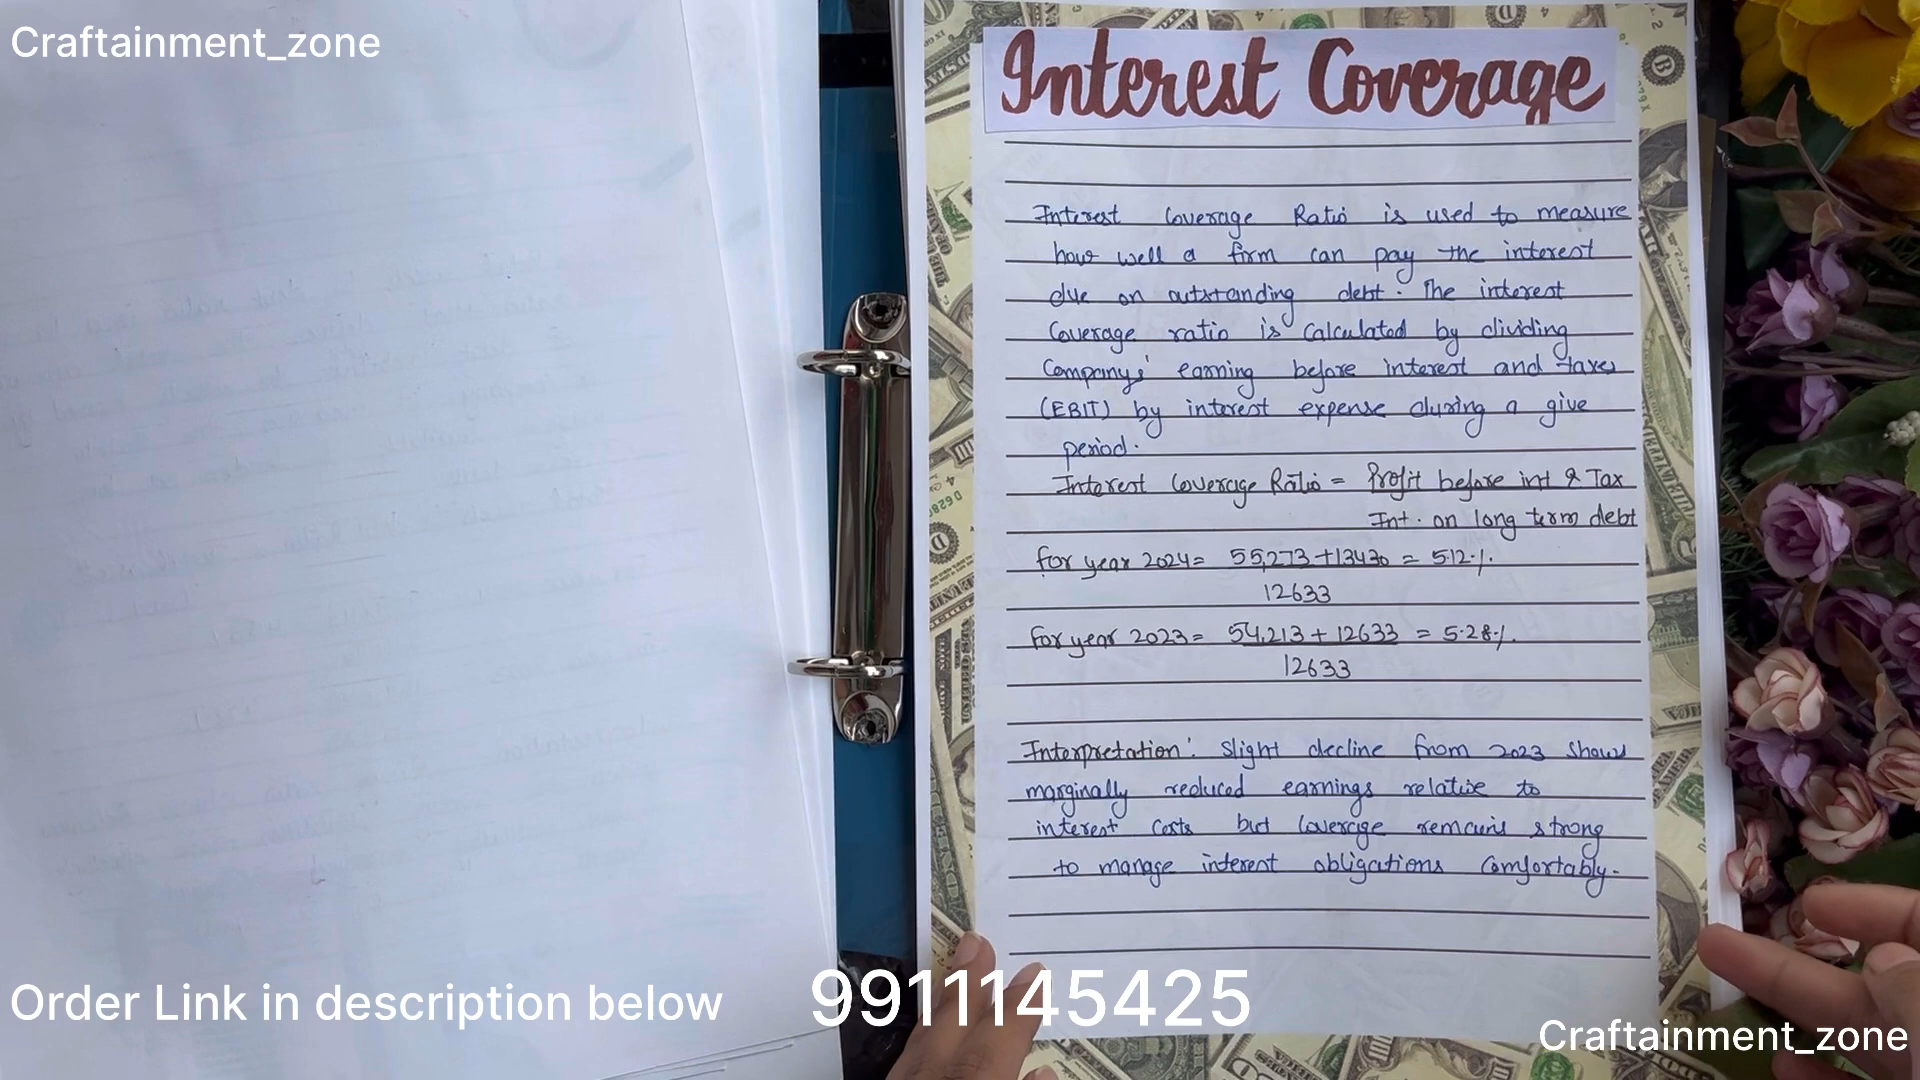 Craftainment_zone
Interest Coverage
Interest Coverage Ratio is used to measure
how well a firm can pay the interest
due on outstanding debt. The interest
Coverage ratio is calculated by dividing
Company's earning before interest and taxes
(EBIT) by interest expense during a give
period.
Interest Coverage Ratio = Profit before int & Tax
Int. on long term debt
for year 2024 = 55,273 + 13430 = 5.12%.
12633
For year 2023 = 54,213 + 12633 = 5.28%.
12633
Interpretation: Slight decline from 2023 shows
marginally reduced earnings relative to
interest costs but coverage remains strong
to manage interest obligations comfortably.
Order Link in description below
9911145425
Craftainment_zone